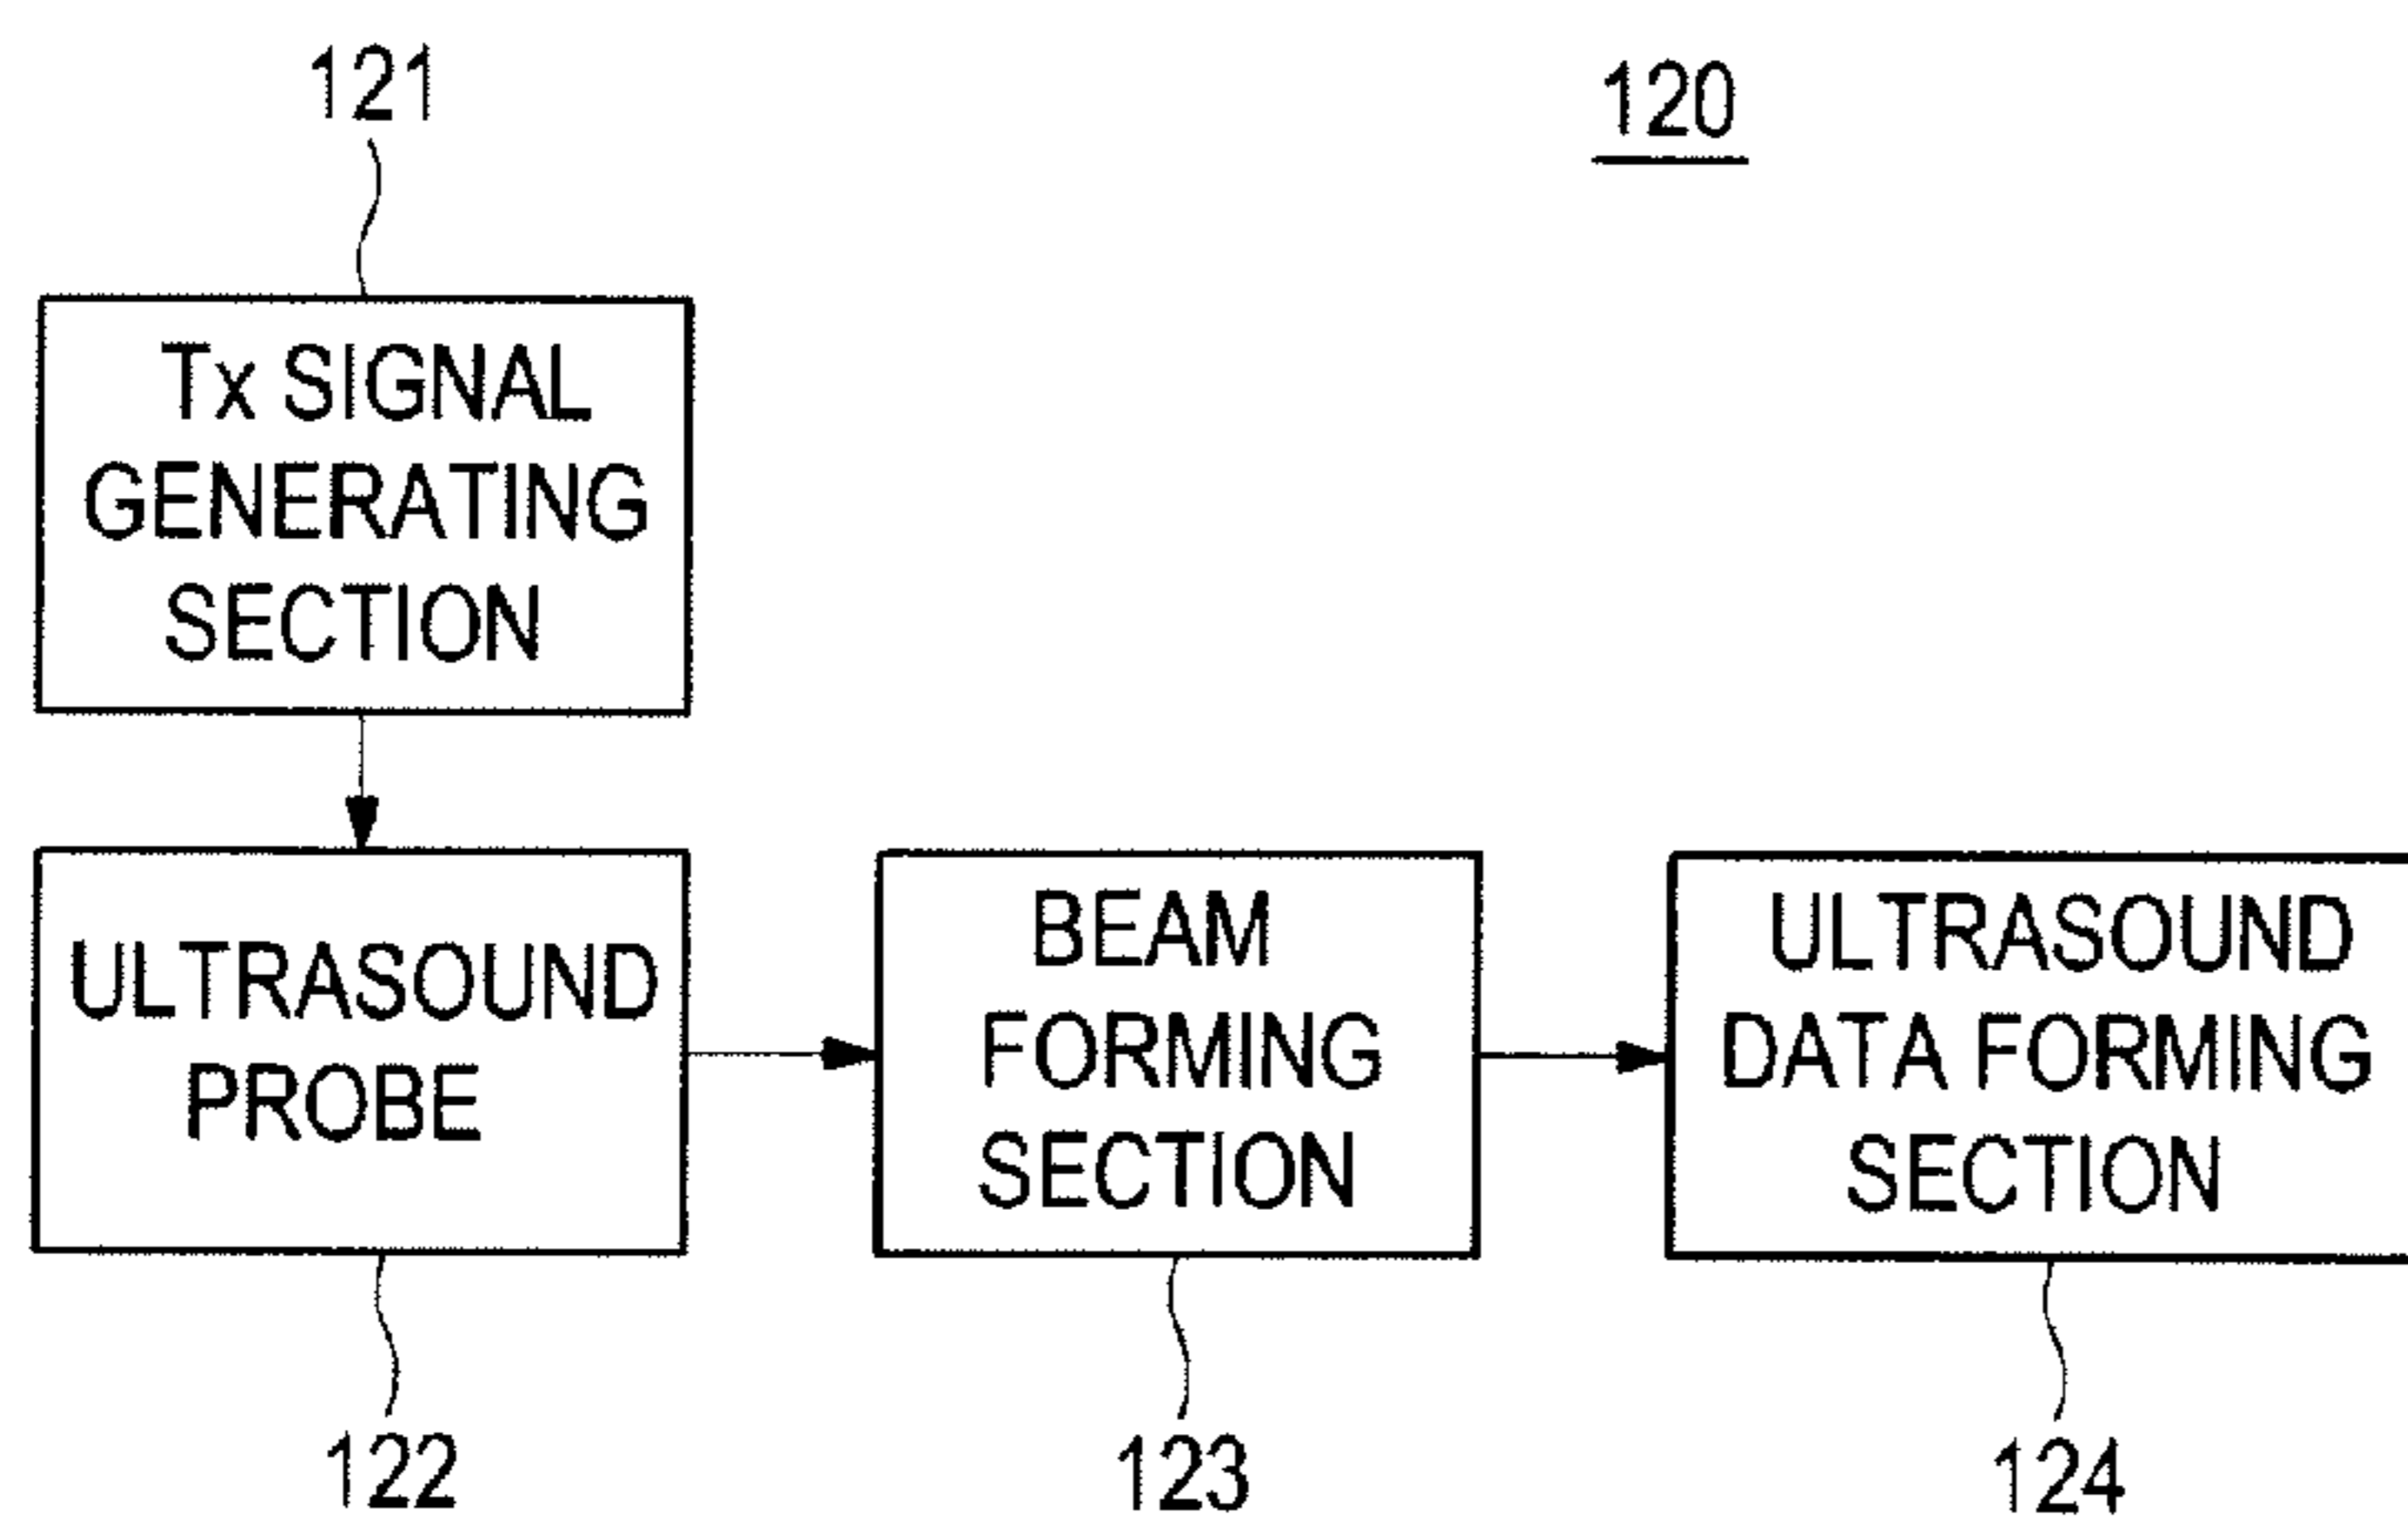 121
120
Tx SIGNAL
GENERATING
SECTION
ULTRASOUND
PROBE
BEAM
FORMING
SECTION
ULTRASOUND
DATA FORMING
SECTION
122
123
124